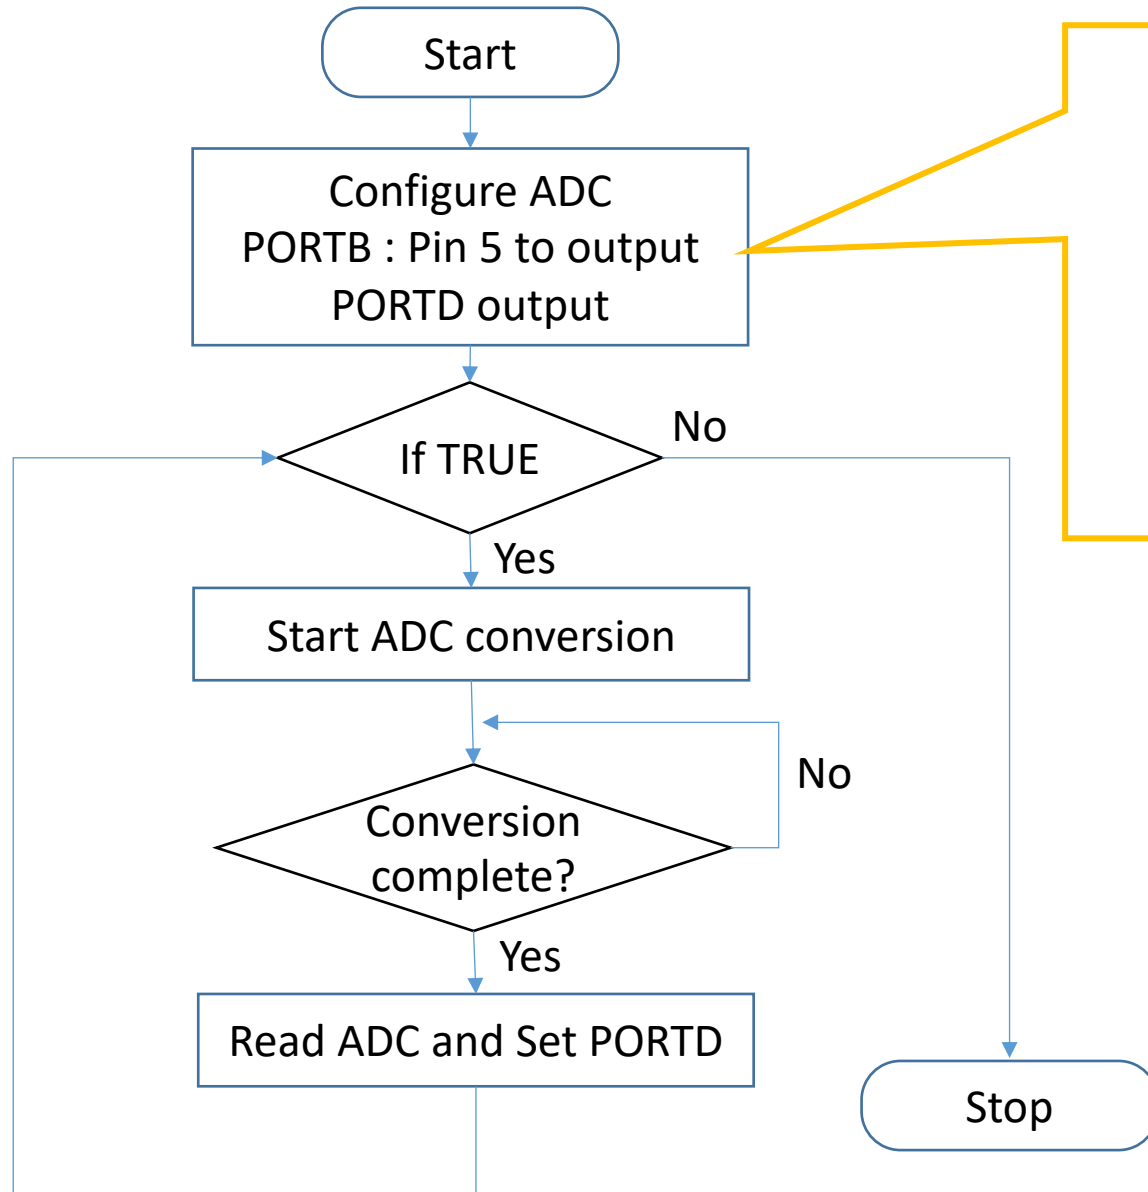 Start
Configure ADC
PORTB : Pin 5 to output
PORTD output
If TRUE
No
Yes
Start ADC conversion
No
Conversion
complete?
Yes
Read ADC and Set PORTD
Stop